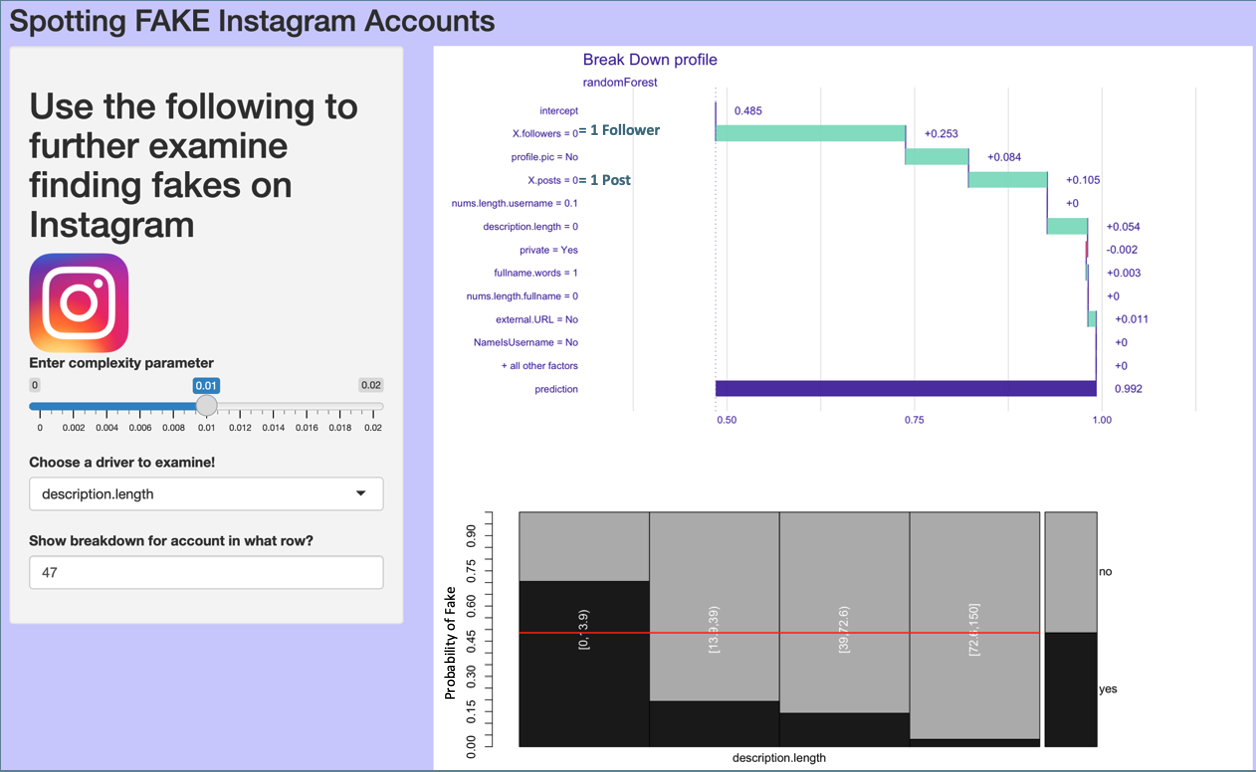 Spotting FAKE Instagram Accounts
Use the following to
further examine
finding fakes on
Instagram
Enter complexity parameter
0 0.01 0.02
0 0.002 0.004 0.006 0.008 0.01 0.012 0.014 0.016 0.018 0.02
Choose a driver to examine!
description.length
Show breakdown for account in what row?
47
Break Down profile
randomForest
intercept 0.485
X.followers = 0 = 1 Follower +0.253
profile.pic = No +0.084
X.posts = 0 = 1 Post +0.105
nums.length.username = 0.1 +0
description.length = 0 +0.054
private = Yes -0.002
fullname.words = 1 +0.003
nums.length.fullname = 0 +0
external.URL = No +0.011
NameIsUsername = No +0
+ all other factors +0
prediction 0.992
0.50 0.75 1.00
Probability of Fake
0.00 0.15 0.30 0.45 0.60 0.75 0.90
[0,13.9) [13.9,39) [39,72.6) [72.6,150]
no
yes
description.length